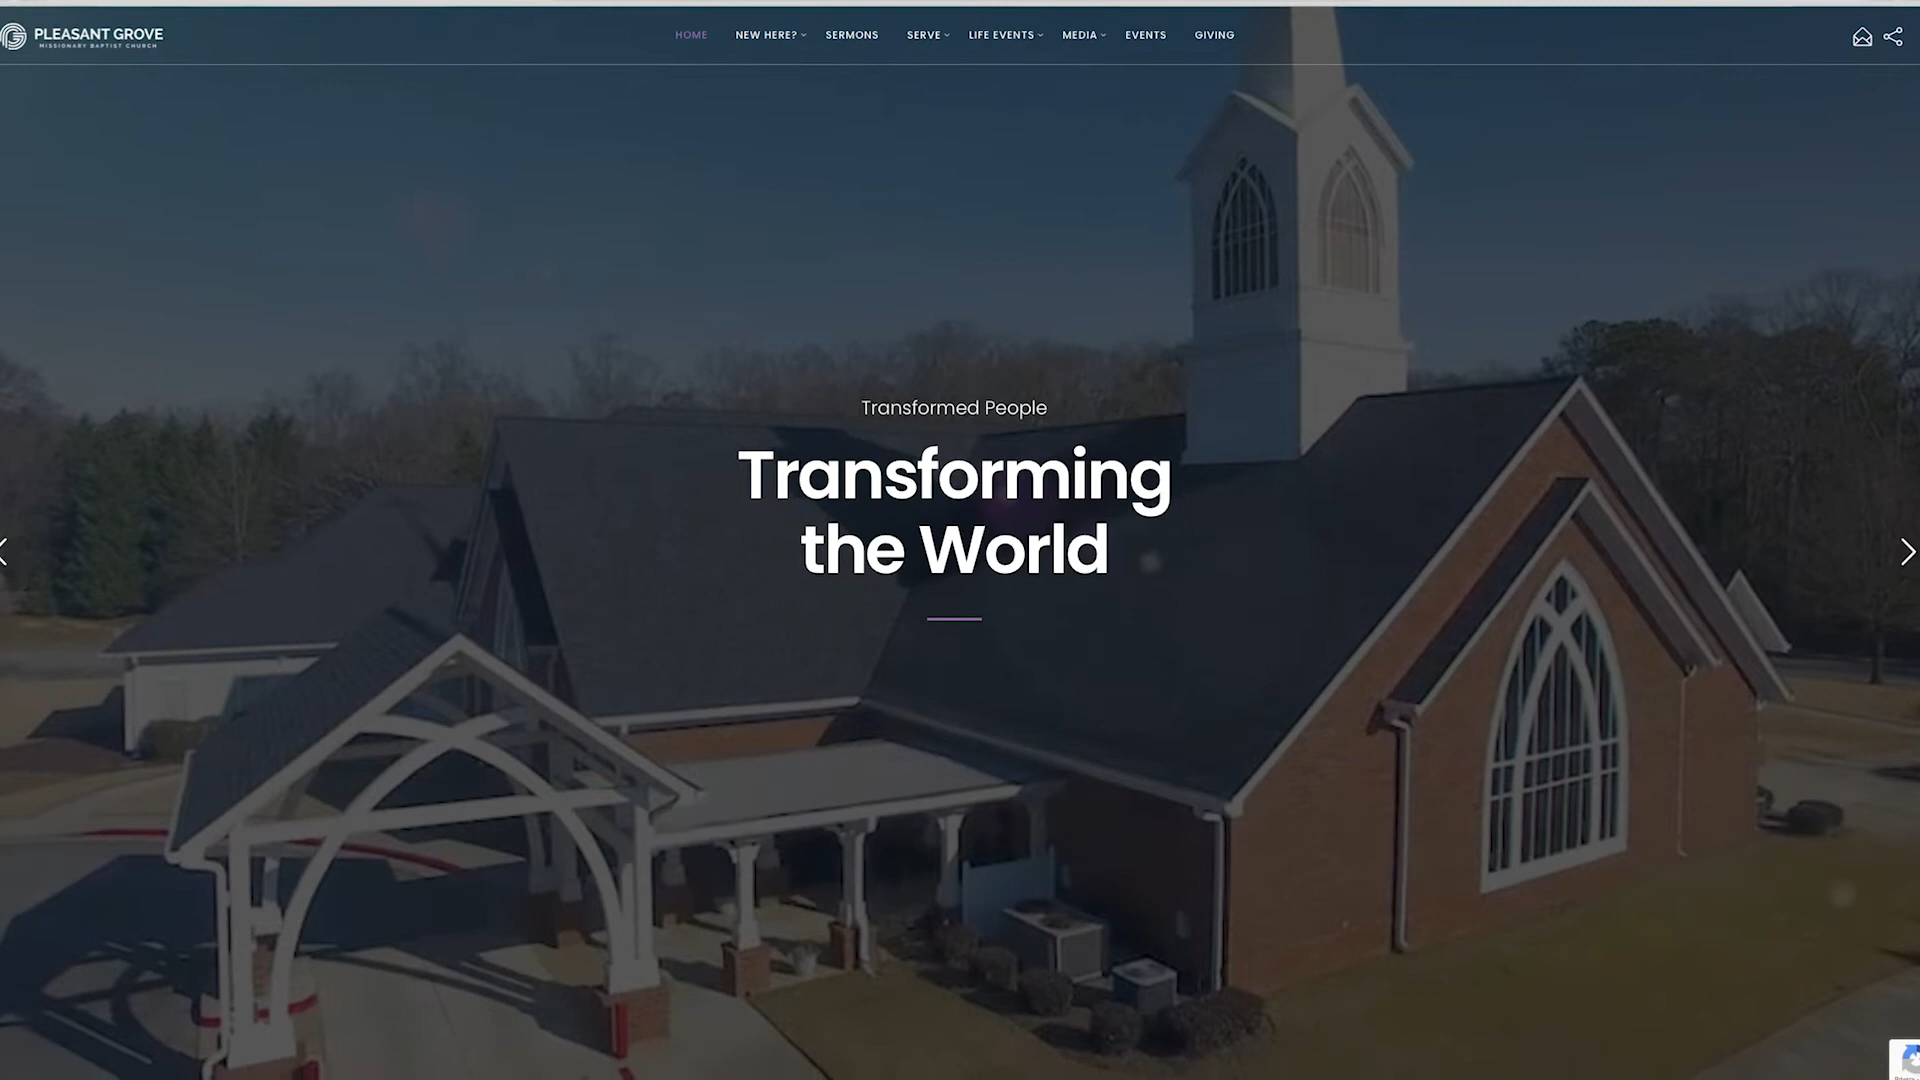 PLEASANT GROVE
MISSIONARY BAPTIST CHURCH
HOME
NEW HERE?
SERMONS
SERVE
LIFE EVENTS
MEDIA
EVENTS
GIVING
Transformed People
Transforming
the World